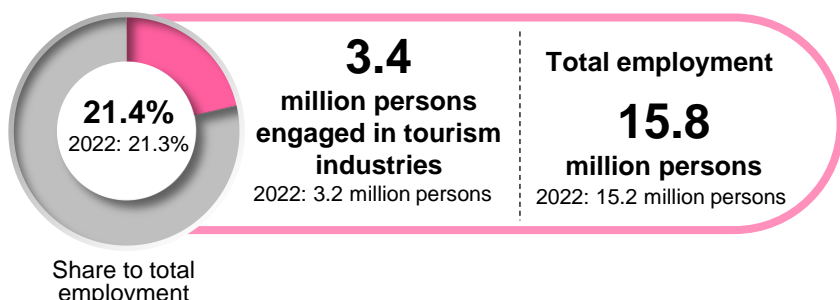 21.4%
2022: 21.3%
Share to total
employment
3.4
million persons
engaged in tourism
industries
2022: 3.2 million persons
Total employment
15.8
million persons
2022: 15.2 million persons